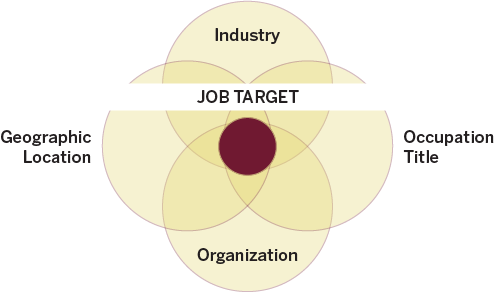 Industry
JOB TARGET
Geographic
Location
Occupation
Title
Organization